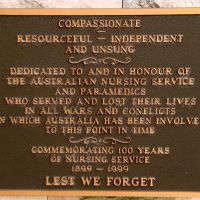 COMPASSIONATE
—
RESOURCEFUL — INDEPENDENT
AND UNSUNG
DEDICATED TO AND IN HONOUR OF
THE AUSTRALIAN NURSING SERVICE
AND PARAMEDICS
WHO SERVED AND LOST THEIR LIVES
IN ALL WARS AND CONFLICTS
IN WHICH AUSTRALIA HAS BEEN INVOLVED
TO THIS POINT IN TIME
COMMEMORATING 100 YEARS
OF NURSING SERVICE
1899 – 1999
LEST WE FORGET